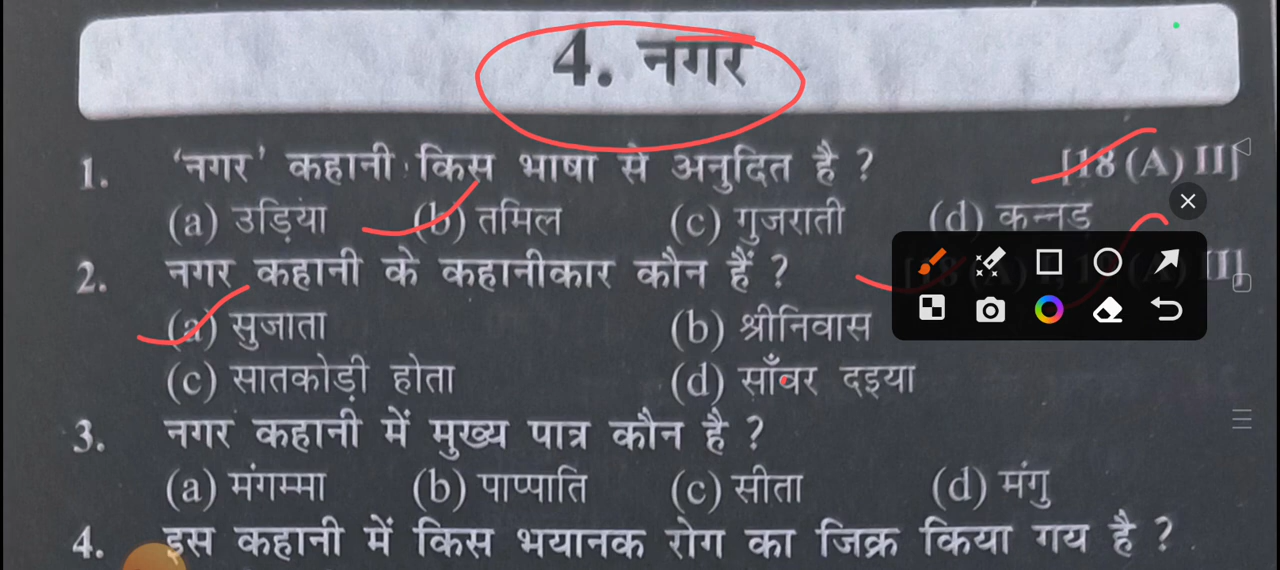 4. नगर
1. 'नगर' कहानी किस भाषा से अनुदित है ? [18 (A) II]
(a) उड़िया (b) तमिल (c) गुजराती (d) कन्नड़
2. नगर कहानी के कहानीकार कौन हैं ? II]
(a) सुजाता (b) श्रीनिवास
(c) सातकोड़ी होता (d) साँवर दइया
3. नगर कहानी में मुख्य पात्र कौन है ?
(a) मंगम्मा (b) पाप्पाति (c) सीता (d) मंगु
4. इस कहानी में किस भयानक रोग का जिक्र किया गय है ?